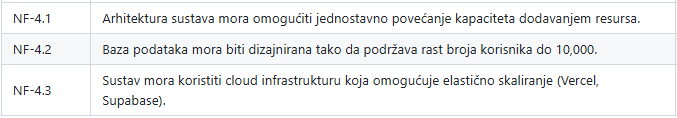 NF-4.1 Arhitektura sustava mora omogućiti jednostavno povećanje kapaciteta dodavanjem resursa.
NF-4.2 Baza podataka mora biti dizajnirana tako da podržava rast broja korisnika do 10,000.
NF-4.3 Sustav mora koristiti cloud infrastrukturu koja omogućuje elastično skaliranje (Vercel,
Supabase).